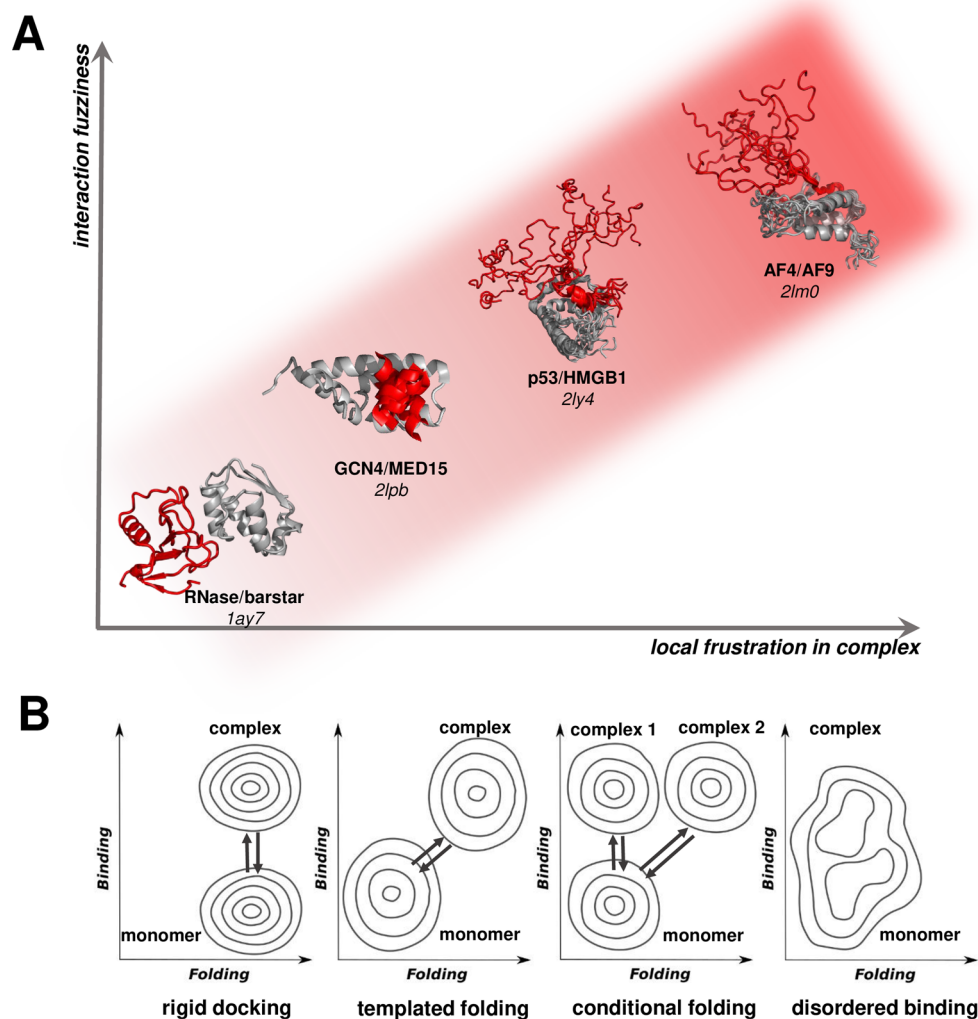 A
interaction fuzziness
AF4/AF9
2lm0
p53/HMGB1
2ly4
GCN4/MED15
2lpb
RNase/barstar
1ay7
local frustration in complex
B
complex
Binding
monomer
Folding
rigid docking
complex
Binding
monomer
Folding
templated folding
complex 1
complex 2
Binding
monomer
Folding
conditional folding
complex
Binding
monomer
Folding
disordered binding